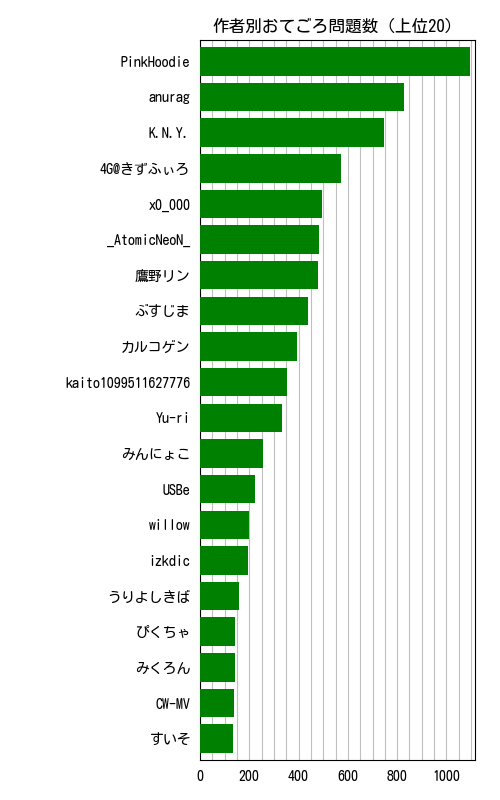 作者別おてごろ問題数 (上位20)
PinkHoodie
anurag
K.N.Y.
4G@きずふぃろ
x0_000
_AtomicNeoN_
鷹野リン
ぶすじま
カルコゲン
kaito1099511627776
Yu-ri
みんにょこ
USBe
willow
izkdic
うりよしきば
ぴくちゃ
みくろん
CW-MV
すいそ
0 200 400 600 800 1000